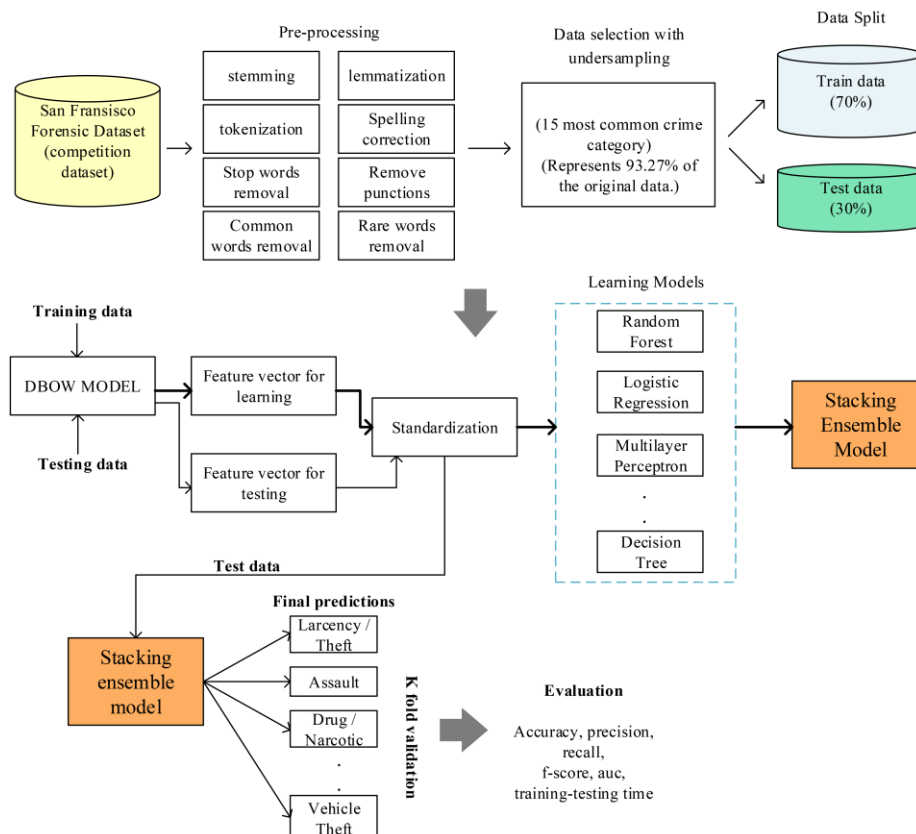 Pre-processing
stemming
lemmatization
tokenization
Spelling
correction
Stop words
removal
Remove
punctions
Common
words removal
Rare words
removal
San Fransisco
Forensic Dataset
(competition
dataset)
Data selection with
undersampling
(15 most common crime
category)
(Represents 93.27% of
the original data.)
Data Split
Train data
(70%)
Test data
(30%)
Training data
DBOW MODEL
Testing data
Feature vector for
learning
Feature vector for
testing
Standardization
Learning Models
Random
Forest
Logistic
Regression
Multilayer
Perceptron
.
.
Decision
Tree
Stacking
Ensemble
Model
Test data
Stacking
ensemble
model
Final predictions
Larcency /
Theft
Assault
Drug /
Narcotic
.
.
Vehicle
Theft
K fold validation
Evaluation
Accuracy, precision,
recall,
f-score, auc,
training-testing time